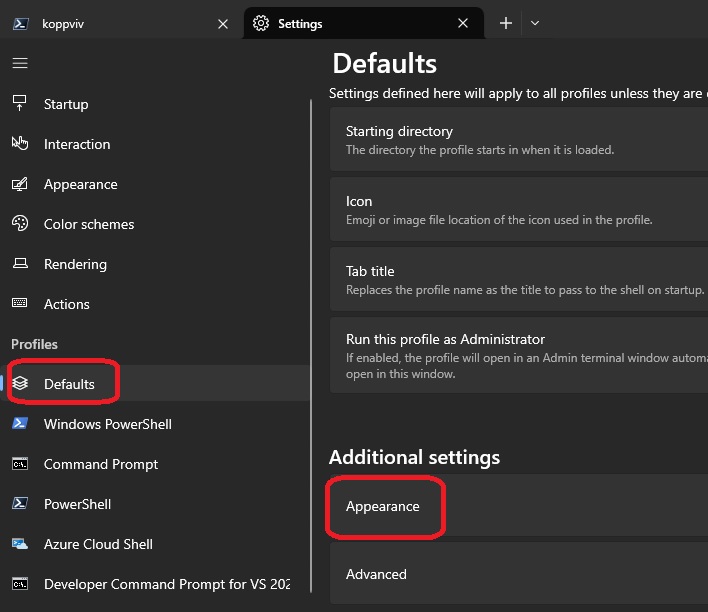 koppviv
Settings
Defaults
Settings defined here will apply to all profiles unless they are
Startup
Interaction
Appearance
Color schemes
Rendering
Actions
Profiles
Defaults
Windows PowerShell
Command Prompt
PowerShell
Azure Cloud Shell
Developer Command Prompt for VS 202
Starting directory
The directory the profile starts in when it is loaded.
Icon
Emoji or image file location of the icon used in the profile.
Tab title
Replaces the profile name as the title to pass to the shell on startup.
Run this profile as Administrator
If enabled, the profile will open in an Admin terminal window automa
open in this window.
Additional settings
Appearance
Advanced